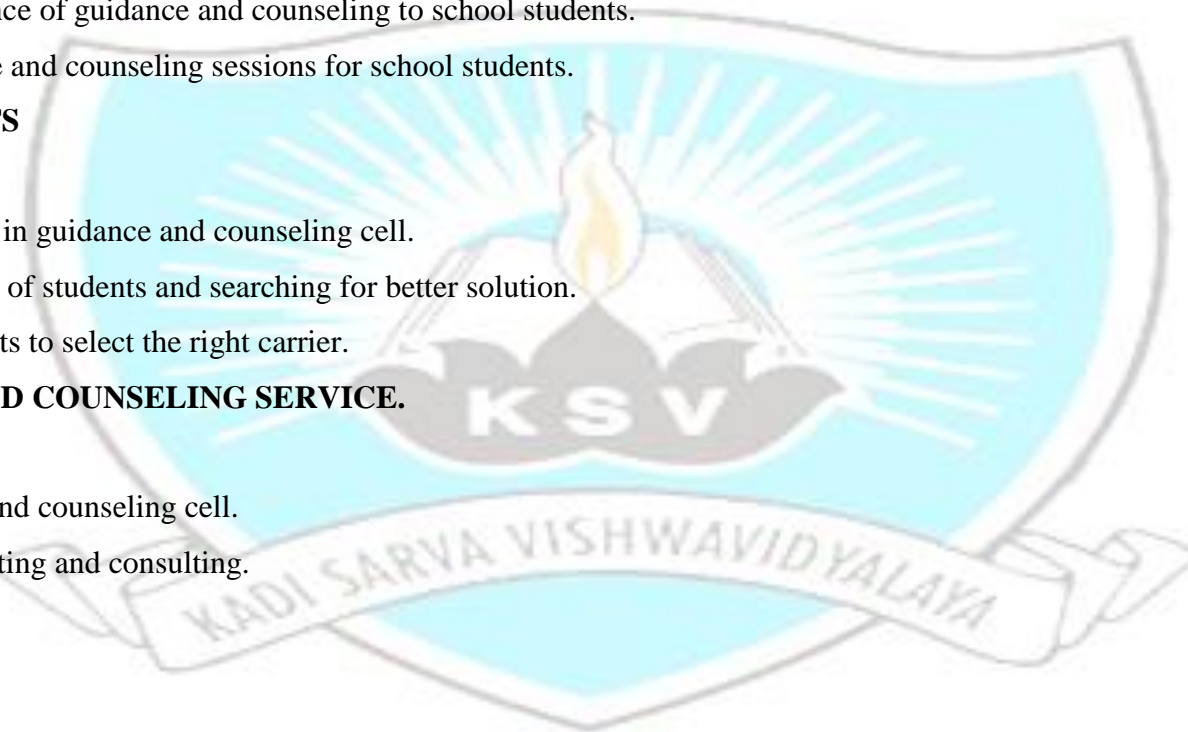 nce of guidance and counseling to school students.
e and counseling sessions for school students.
TS
in guidance and counseling cell.
of students and searching for better solution.
ts to select the right carrier.
D COUNSELING SERVICE.
nd counseling cell.
ting and consulting.
KSV
KADI SARVA VISHWAVIDYALAYA